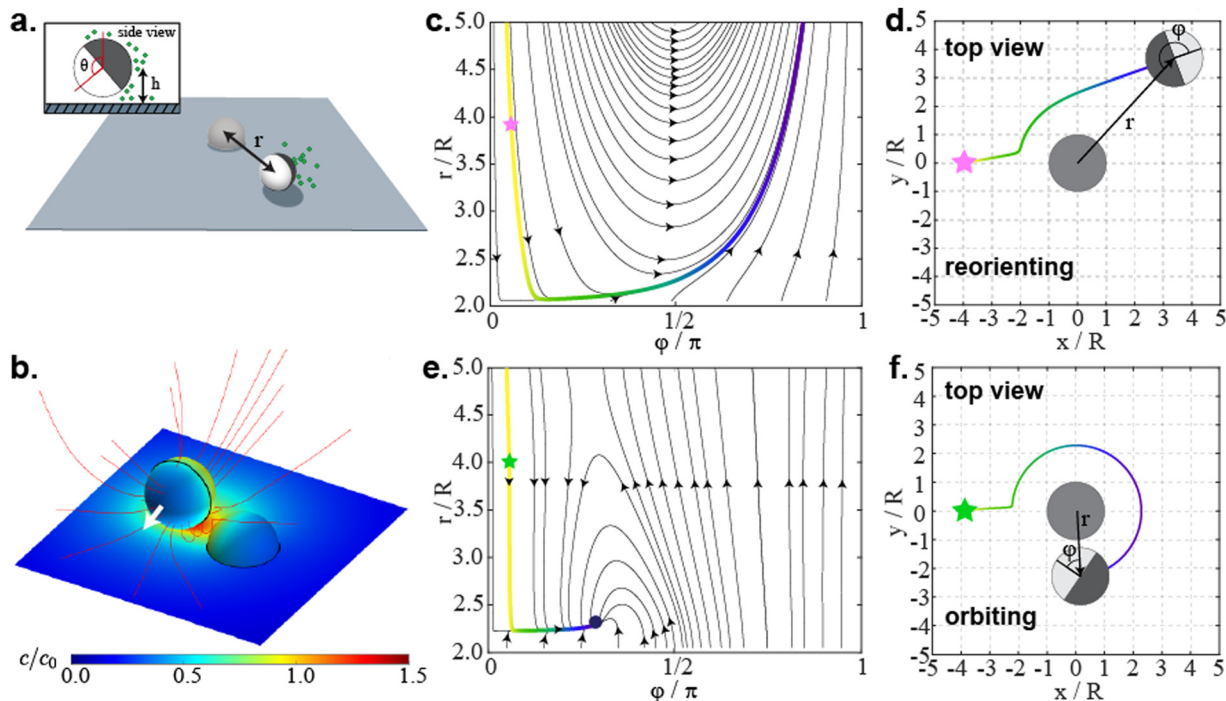 a.
side view
θ
h
r
b.
c/c₀
0.0
0.5
1.0
1.5
c.
5.0
4.5
4.0
3.5
3.0
2.5
2.0
r / R
0
1/2
1
φ / π
d.
top view
φ
r
reorienting
5
4
3
2
1
0
-1
-2
-3
-4
-5
y / R
-5 -4 -3 -2 -1 0 1 2 3 4 5
x / R
e.
5.0
4.5
4.0
3.5
3.0
2.5
2.0
r / R
0
1/2
1
φ / π
f.
top view
r
φ
orbiting
5
4
3
2
1
0
-1
-2
-3
-4
-5
y / R
-5 -4 -3 -2 -1 0 1 2 3 4 5
x / R